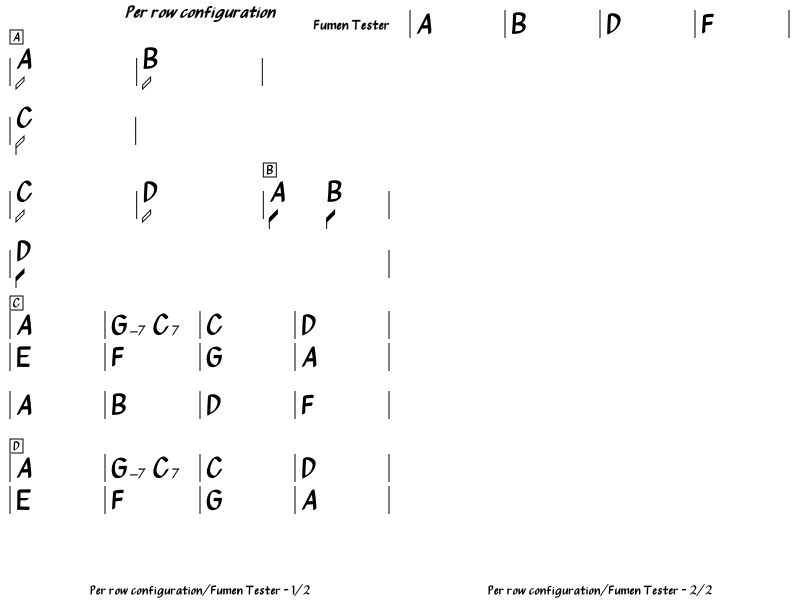 Per row configuration
Fumen Tester
A
A B
C
B
C D A B
D
C
A G-7 C7 C D
E F G A
A B D F
D
A G-7 C7 C D
E F G A
Per row configuration/Fumen Tester - 1/2
A B D F
Per row configuration/Fumen Tester - 2/2